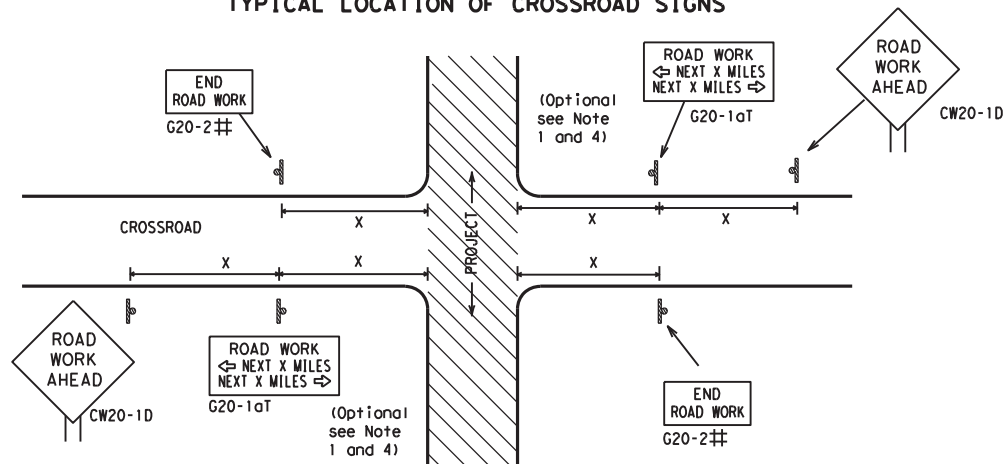 TYPICAL LOCATION OF CROSSROAD SIGNS
END
ROAD WORK
G20-2#
(Optional
see Note
1 and 4)
ROAD WORK
⇦ NEXT X MILES
NEXT X MILES ⇨
G20-1aT
ROAD
WORK
AHEAD
CW20-1D
X
X
X
CROSSROAD
PROJECT
X
X
X
ROAD
WORK
AHEAD
CW20-1D
ROAD WORK
⇦ NEXT X MILES
NEXT X MILES ⇨
G20-1aT
(Optional
see Note
1 and 4)
END
ROAD WORK
G20-2#